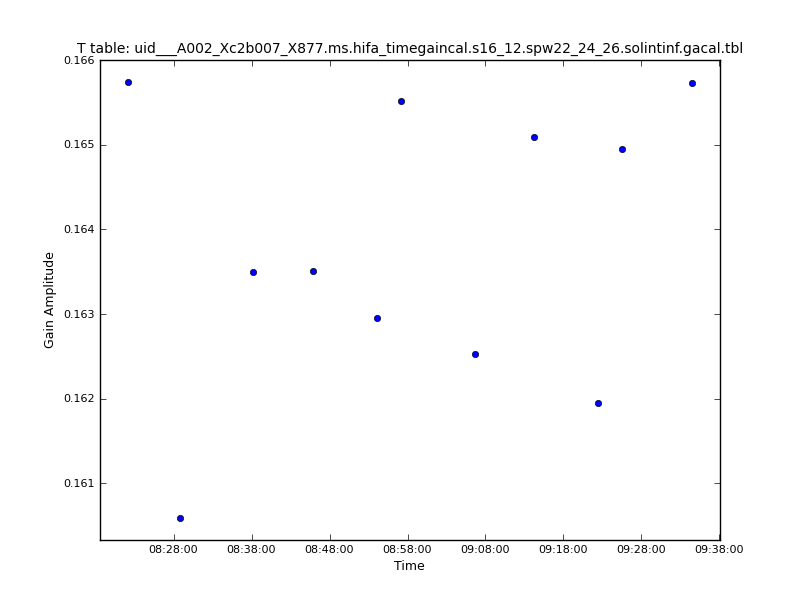 T table: uid___A002_Xc2b007_X877.ms.hifa_timegaincal.s16_12.spw22_24_26.solintinf.gacal.tbl
0.166
0.165
0.164
0.163
0.162
0.161
Gain Amplitude
08:28:00 08:38:00 08:48:00 08:58:00 09:08:00 09:18:00 09:28:00 09:38:00
Time